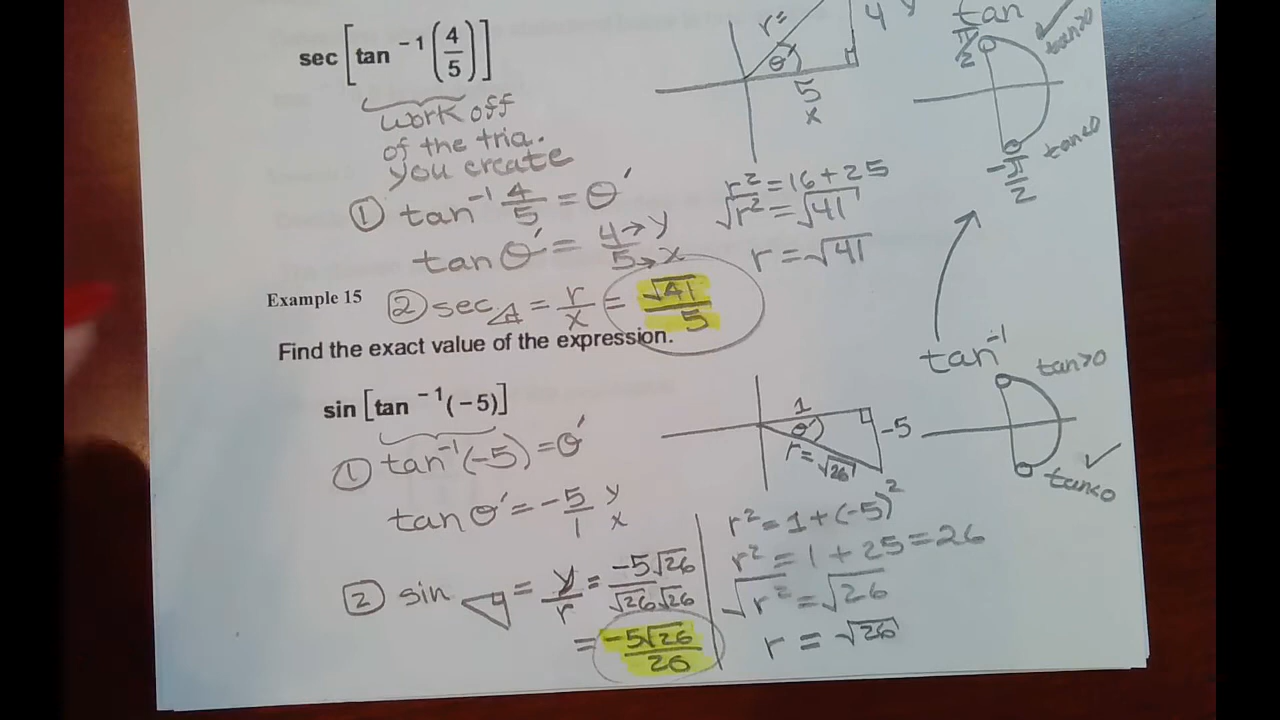 sec [tan⁻¹(4/5)]
work off
of the tria.
you create
① tan⁻¹ 4/5 = θ′
tan θ′ = 4→y / 5→x
② sec = r/x = √41/5
r=
4 y
θ′
5
x
r² = 16 + 25
√r² = √41
r = √41
tan
π/2
tan>0
tan<0
-π/2
tan⁻¹
Example 15
Find the exact value of the expression.
sin [tan⁻¹(−5)]
① tan⁻¹(-5) = θ′
tan θ′ = -5/1 y/x
② sin = y/r = -5√26/√26√26
= -5√26/26
1
θ′
-5
r=√26
r² = 1 + (-5)²
r² = 1 + 25 = 26
√r² = √26
r = √26
tan>0
tan<0